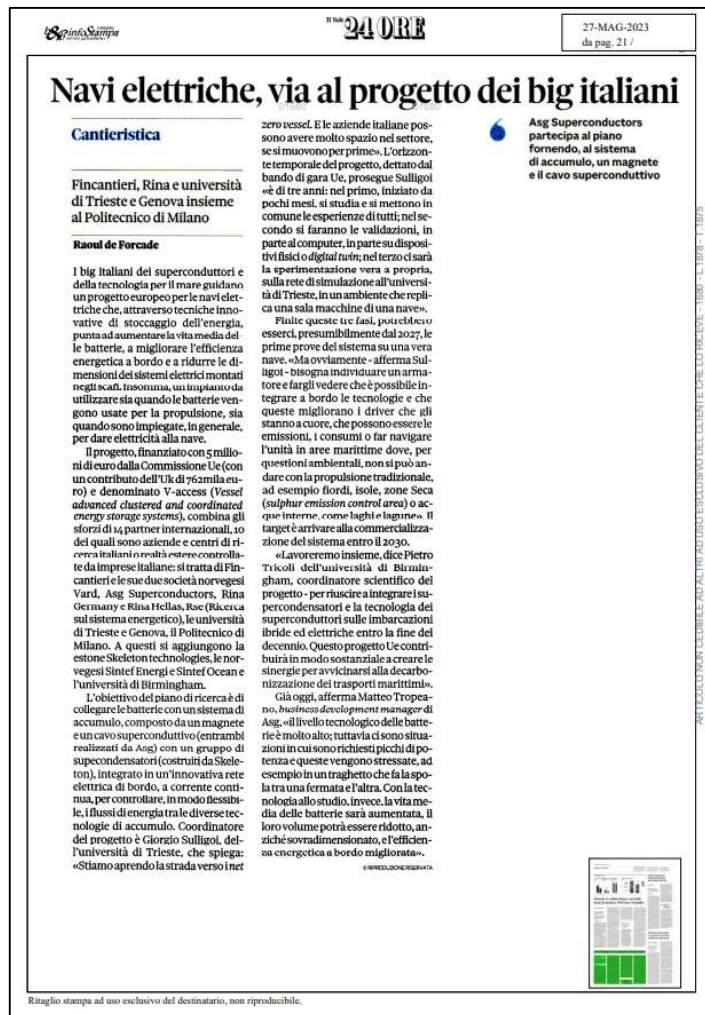 infoStampa
Il Sole
24 ORE
27-MAG-2023
da pag. 21 /
Navi elettriche, via al progetto dei big italiani
Cantieristica
Fincantieri, Rina e università
di Trieste e Genova insieme
al Politecnico di Milano
Raoul de Forcade
I big italiani dei superconduttori e
della tecnologia per il mare guidano
un progetto europeo per le navi elet-
triche che, attraverso tecniche inno-
vative di stoccaggio dell'energia,
punta ad aumentare la vita media del-
le batterie, a migliorare l'efficienza
energetica a bordo e a ridurre le di-
mensioni dei sistemi elettrici montati
negli scafi. Insomma, un impianto da
utilizzare sia quando le batterie ven-
gono usate per la propulsione, sia
quando sono impiegate, in generale,
per dare elettricità alla nave.
Il progetto, finanziato con 5 milio-
ni di euro dalla Commissione Ue (con
un contributo dell'Uk di 762mila eu-
ro) e denominato V-access (Vessel
advanced clustered and coordinated
energy storage systems), combina gli
sforzi di 14 partner internazionali, 10
dei quali sono aziende e centri di ri-
cerca italiani o realtà estere controlla-
te da imprese italiane: si tratta di Fin-
cantieri e le sue due società norvegesi
Vard, Asg Superconductors, Rina
Germany e Rina Hellas, Rse (Ricerca
sul sistema energetico), le università
di Trieste e Genova, il Politecnico di
Milano. A questi si aggiungono la
estone Skeleton technologies, le nor-
vegesi Sintef Energi e Sintef Ocean e
l'università di Birmingham.
L'obiettivo del piano di ricerca è di
collegare le batterie con un sistema di
accumulo, composto da un magnete
e un cavo superconduttivo (entrambi
realizzati da Asg) con un gruppo di
supecondensatori (costruiti da Skele-
ton), integrato in un'innovativa rete
elettrica di bordo, a corrente conti-
nua, per controllare, in modo flessibi-
le, i flussi di energia tra le diverse tec-
nologie di accumulo. Coordinatore
del progetto è Giorgio Sulligoi, del-
l'università di Trieste, che spiega:
«Stiamo aprendo la strada verso i net
zero vessel. E le aziende italiane pos-
sono avere molto spazio nel settore,
se si muovono per prime». L'orizzon-
te temporale del progetto, dettato dal
bando di gara Ue, prosegue Sulligoi
«è di tre anni: nel primo, iniziato da
pochi mesi, si studia e si mettono in
comune le esperienze di tutti; nel se-
condo si faranno le validazioni, in
parte al computer, in parte su disposi-
tivi fisici o digital twin; nel terzo ci sarà
la sperimentazione vera a propria,
sulla rete di simulazione all'universi-
tà di Trieste, in un ambiente che repli-
ca una sala macchine di una nave».
Finite queste tre fasi, potrebbero
esserci, presumibilmente dal 2027, le
prime prove del sistema su una vera
nave. «Ma ovviamente - afferma Sul-
ligoi - bisogna individuare un arma-
tore e fargli vedere che è possibile in-
tegrare a bordo le tecnologie e che
queste migliorano i driver che gli
stanno a cuore, che possono essere le
emissioni, i consumi o far navigare
l'unità in aree marittime dove, per
questioni ambientali, non si può an-
dare con la propulsione tradizionale,
ad esempio fiordi, isole, zone Seca
(sulphur emission control area) o ac-
que interne, come laghi e lagune». Il
target è arrivare alla commercializza-
zione del sistema entro il 2030.
«Lavoreremo insieme, dice Pietro
Tricoli dell'università di Birmin-
gham, coordinatore scientifico del
progetto - per riuscire a integrare i su-
percondensatori e la tecnologia dei
superconduttori sulle imbarcazioni
ibride ed elettriche entro la fine del
decennio. Questo progetto Ue contri-
buirà in modo sostanziale a creare le
sinergie per avvicinarsi alla decarbo-
nizzazione dei trasporti marittimi».
Già oggi, afferma Matteo Tropea-
no, business development manager di
Asg, «il livello tecnologico delle batte-
rie è molto alto; tuttavia ci sono situa-
zioni in cui sono richiesti picchi di po-
tenza e queste vengono stressate, ad
esempio in un traghetto che fa la spo-
la tra una fermata e l'altra. Con la tec-
nologia allo studio, invece, la vita me-
dia delle batterie sarà aumentata, il
loro volume potrà essere ridotto, an-
ziché sovradimensionato, e l'efficien-
za energetica a bordo migliorata».
© RIPRODUZIONE RISERVATA
Asg Superconductors
partecipa al piano
fornendo, al sistema
di accumulo, un magnete
e il cavo superconduttivo
ARTICOLO NON CEDIBILE AD ALTRI AD USO ESCLUSIVO DEL CLIENTE CHE LO RICEVE - 1680 - L.1878 - T.1675
Ritaglio stampa ad uso esclusivo del destinatario, non riproducibile.